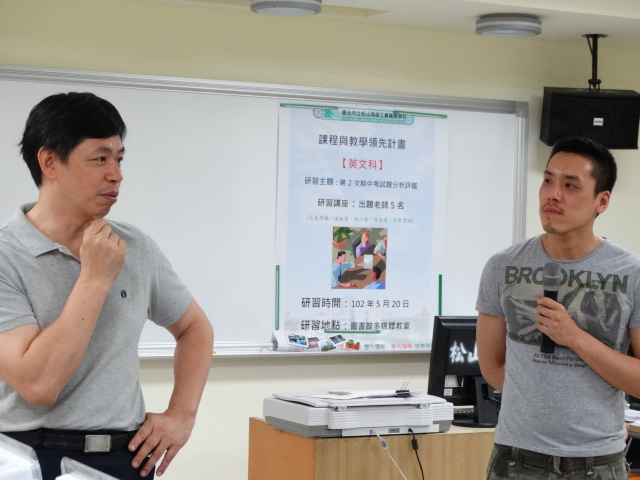 臺北市立松山高級工農職業學校
課程與教學領先計畫
【英文科】
研習主題：第2次期中考試題分析評鑑
研習講座：出題老師5名
研習時間：102年5月20日
研習地點：圖書館多媒體教室
松山
BROOKLYN